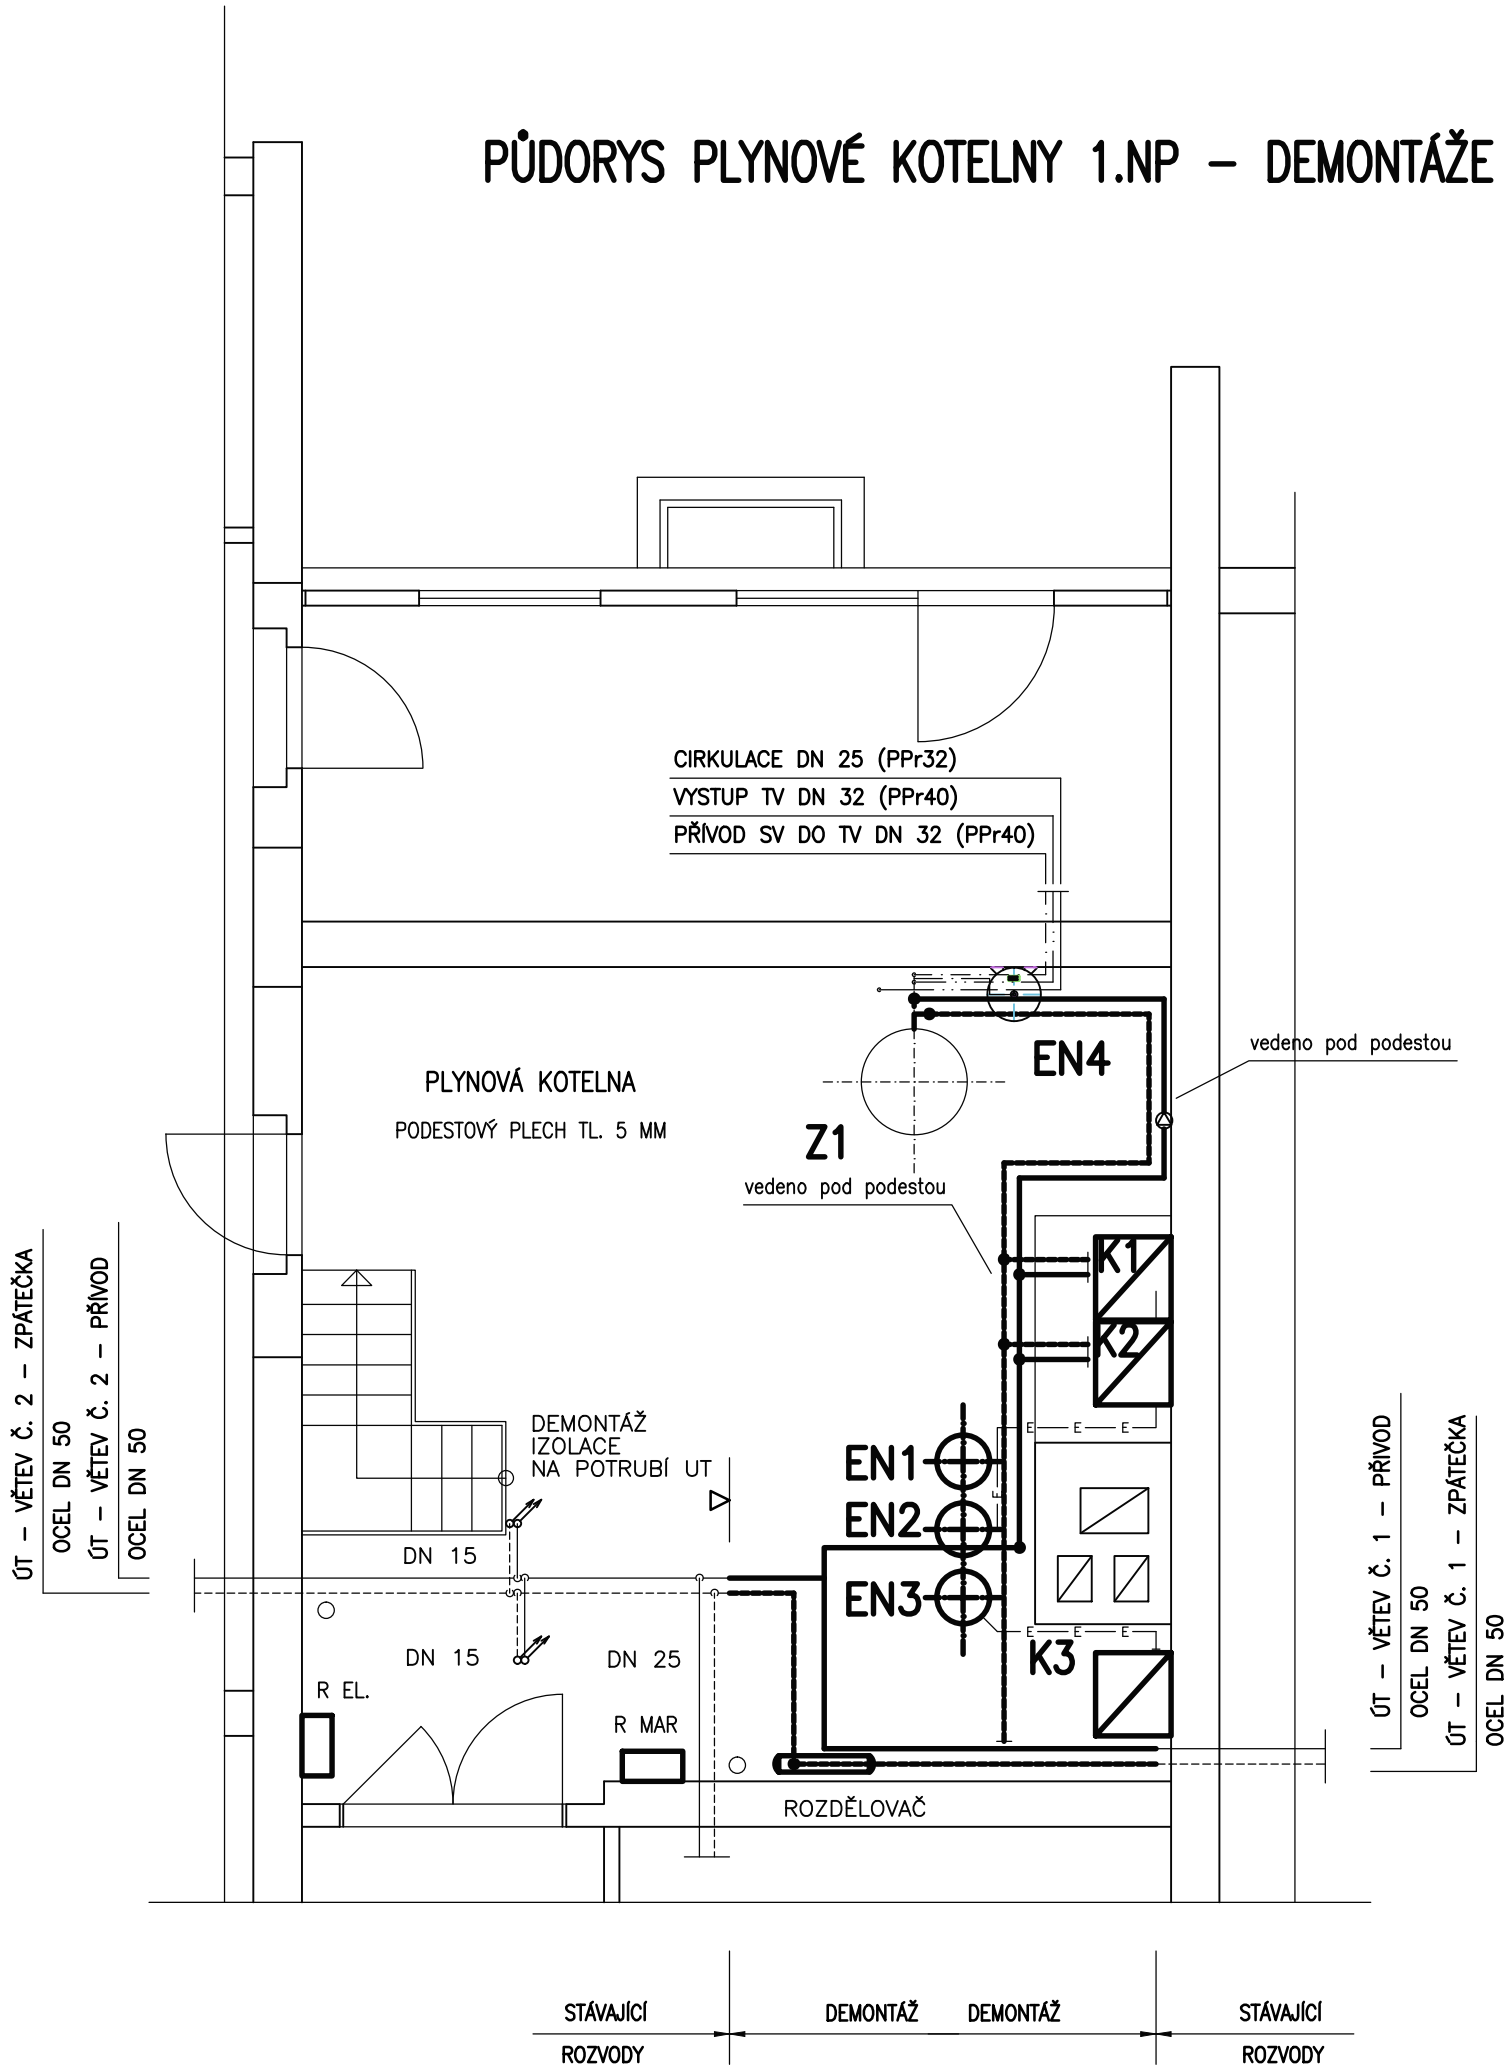 PŮDORYS PLYNOVÉ KOTELNY 1.NP – DEMONTÁŽE
CIRKULACE DN 25 (PPr32)
VYSTUP TV DN 32 (PPr40)
PŘÍVOD SV DO TV DN 32 (PPr40)
EN4
vedeno pod podestou
PLYNOVÁ KOTELNA
PODESTOVÝ PLECH TL. 5 MM
Z1
vedeno pod podestou
K1
K2
ÚT – VĚTEV Č. 2 – ZPÁTEČKA
OCEL DN 50
ÚT – VĚTEV Č. 2 – PŘÍVOD
OCEL DN 50
DEMONTÁŽ
IZOLACE
NA POTRUBÍ UT
E E E
EN1
E
EN2
DN 15
EN3
E E E
K3
DN 15
DN 25
R EL.
R MAR
ROZDĚLOVAČ
ÚT – VĚTEV Č. 1 – PŘÍVOD
OCEL DN 50
ÚT – VĚTEV Č. 1 – ZPÁTEČKA
OCEL DN 50
STÁVAJÍCÍ
ROZVODY
DEMONTÁŽ
DEMONTÁŽ
STÁVAJÍCÍ
ROZVODY